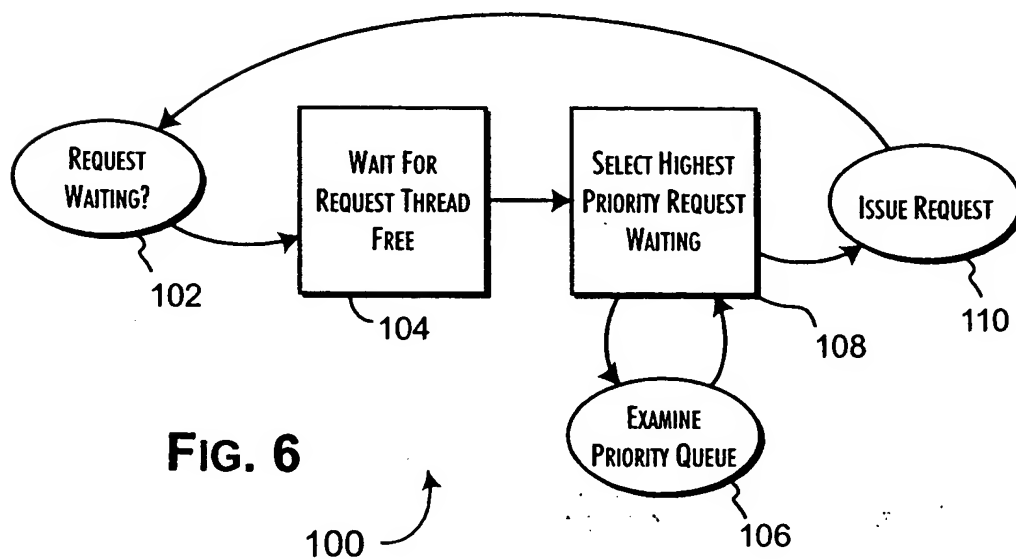 REQUEST
WAITING?
102
WAIT FOR
REQUEST THREAD
FREE
104
SELECT HIGHEST
PRIORITY REQUEST
WAITING
108
ISSUE REQUEST
110
EXAMINE
PRIORITY QUEUE
106
FIG. 6
100